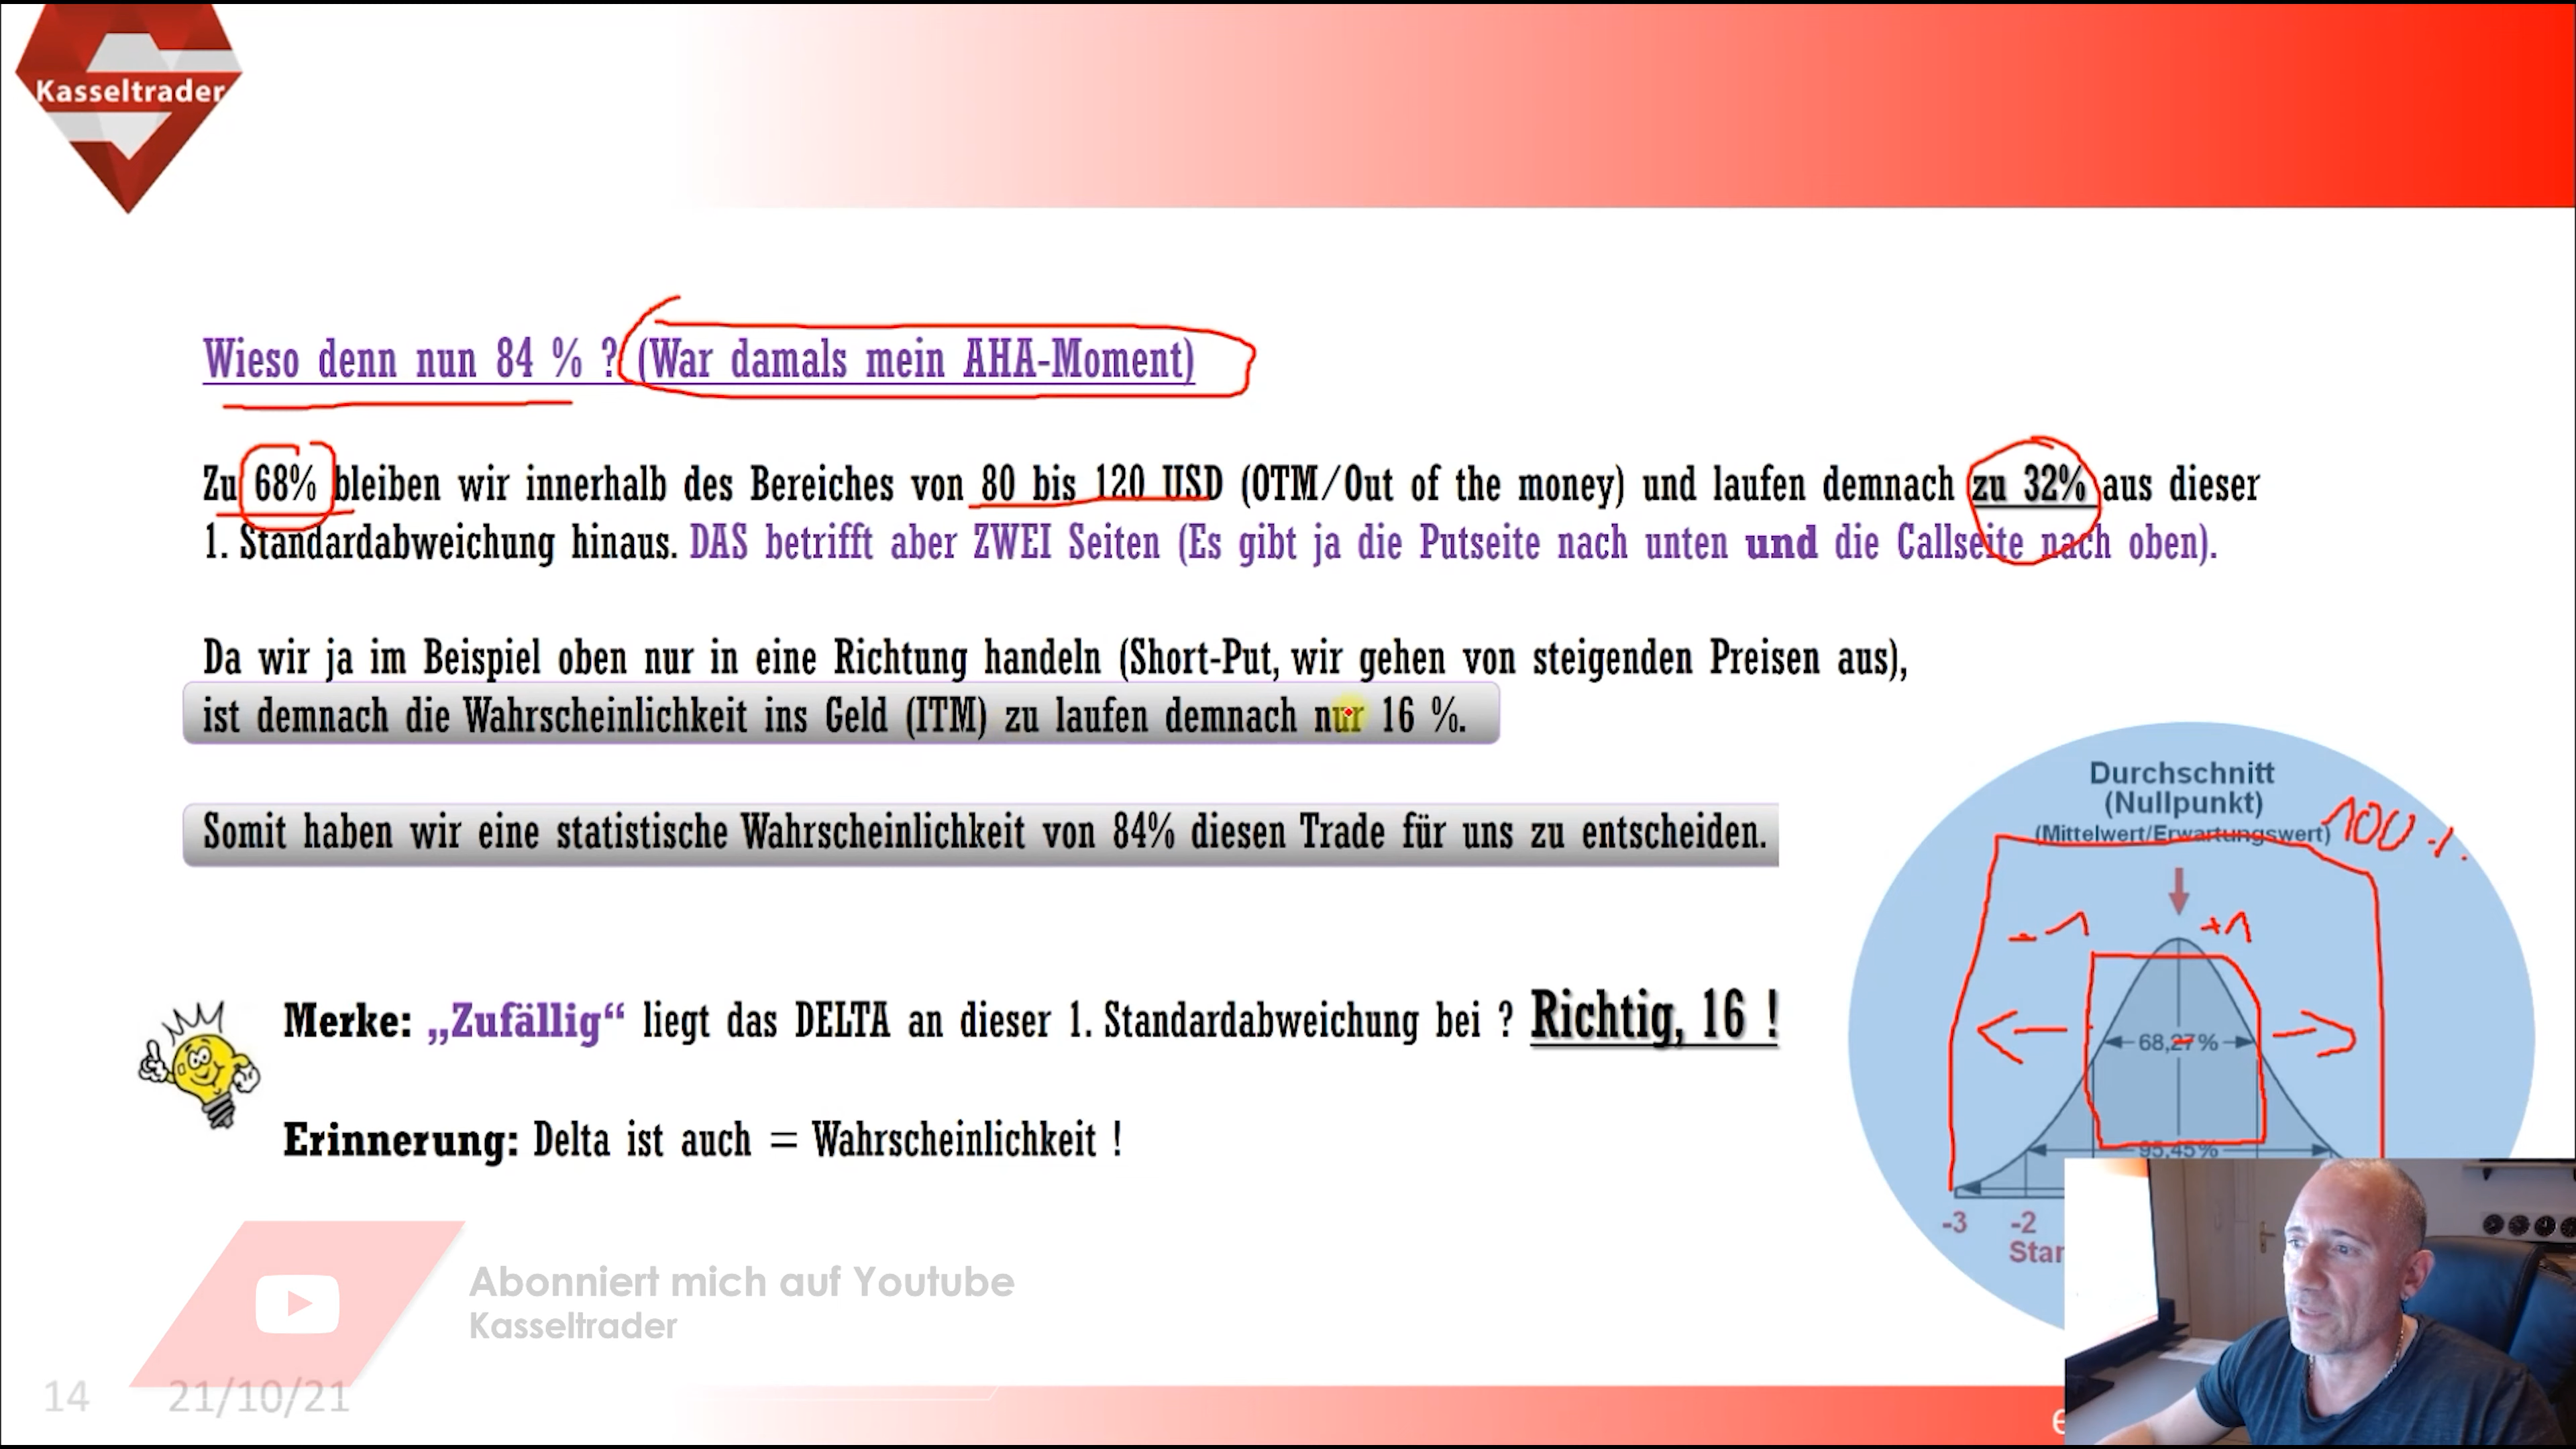 Kasseltrader
Wieso denn nun 84 % ? (War damals mein AHA-Moment)
Zu 68% bleiben wir innerhalb des Bereiches von 80 bis 120 USD (OTM/Out of the money) und laufen demnach zu 32% aus dieser
1. Standardabweichung hinaus. DAS betrifft aber ZWEI Seiten (Es gibt ja die Putseite nach unten und die Callseite nach oben).
Da wir ja im Beispiel oben nur in eine Richtung handeln (Short-Put, wir gehen von steigenden Preisen aus),
ist demnach die Wahrscheinlichkeit ins Geld (ITM) zu laufen demnach nur 16 %.
Somit haben wir eine statistische Wahrscheinlichkeit von 84% diesen Trade für uns zu entscheiden.
Merke: „Zufällig“ liegt das DELTA an dieser 1. Standardabweichung bei ? Richtig, 16 !
Erinnerung: Delta ist auch = Wahrscheinlichkeit !
Durchschnitt
(Nullpunkt)
(Mittelwert/Erwartungswert)
100 %
-1 +1
68,27%
95,45%
-3 -2
Abonniert mich auf Youtube
Kasseltrader
14 21/10/21